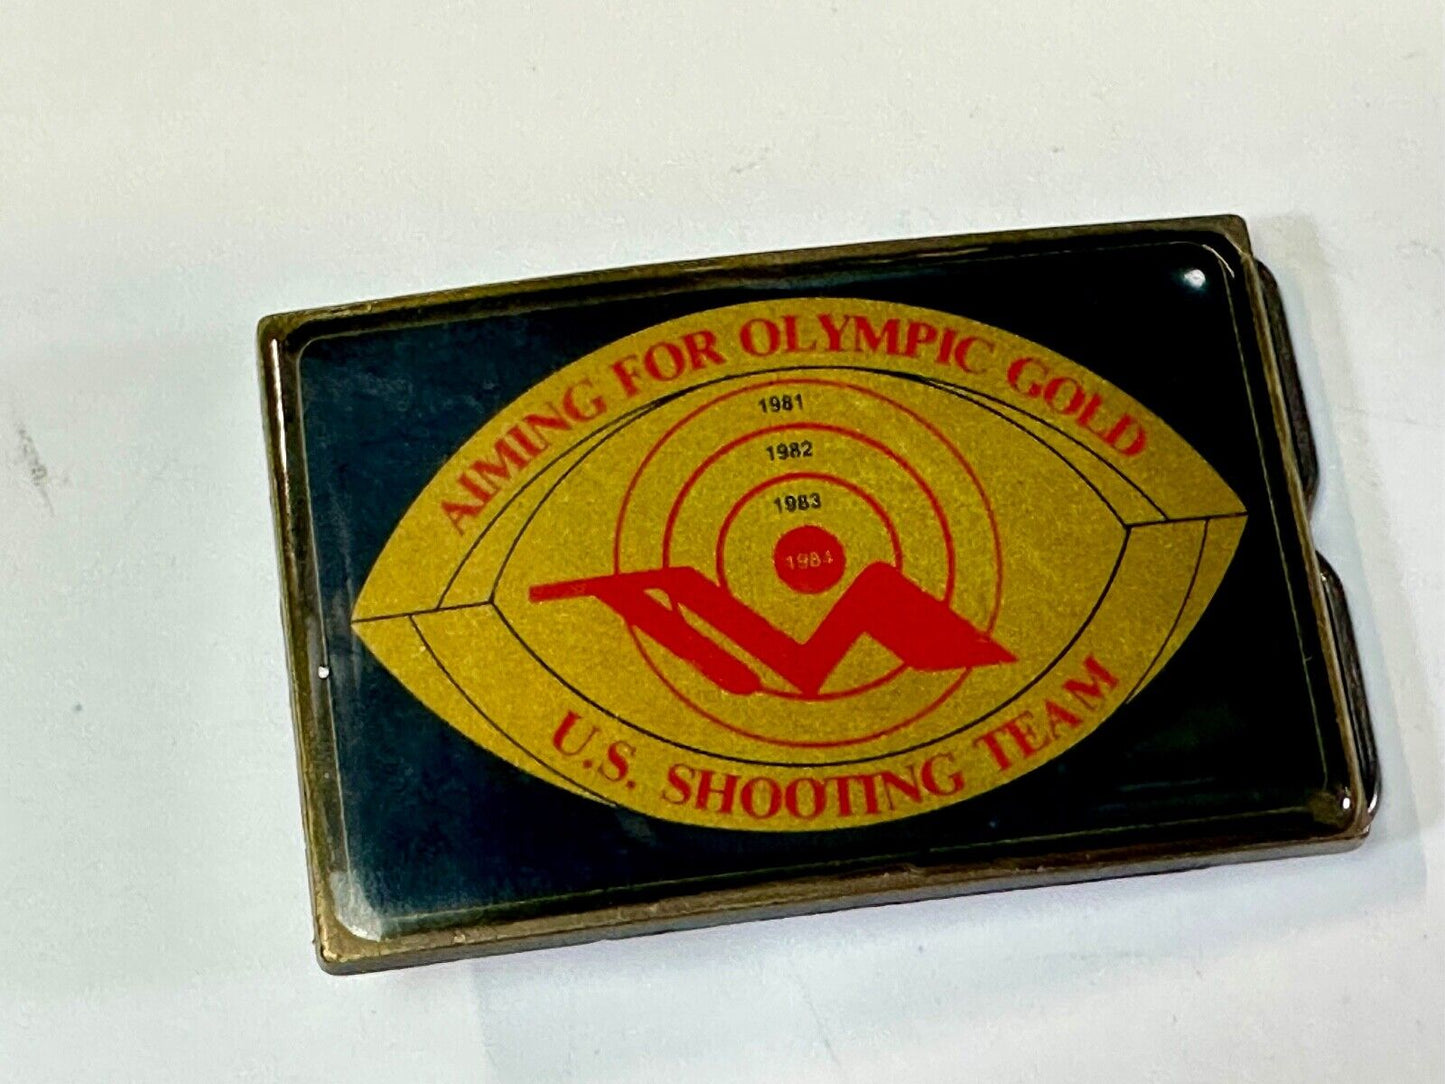 AIMING FOR OLYMPIC GOLD
1981
1982
1983
1984
U.S. SHOOTING TEAM